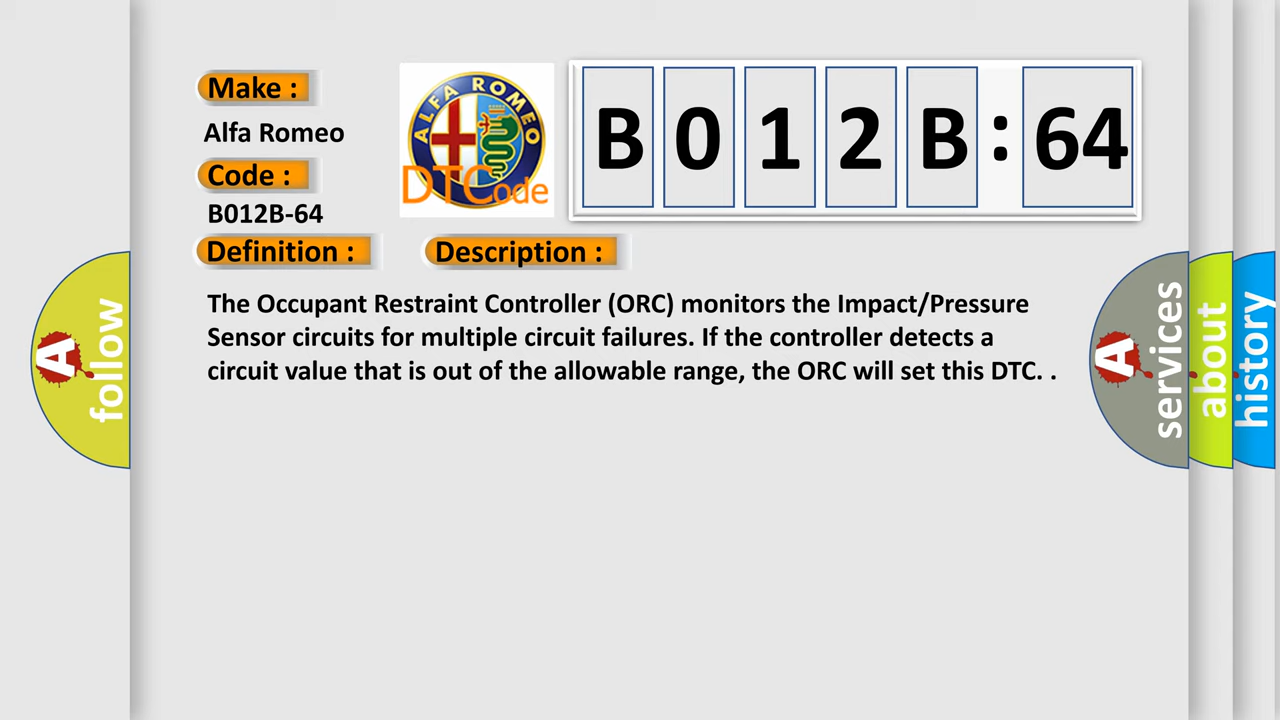 Make :
Alfa Romeo
Code :
B012B-64
ALFA ROMEO
DTCode
B 0 1 2 B : 64
Definition :
Description :
The Occupant Restraint Controller (ORC) monitors the Impact/Pressure
Sensor circuits for multiple circuit failures. If the controller detects a
circuit value that is out of the allowable range, the ORC will set this DTC. .
A follow
A services
about
history